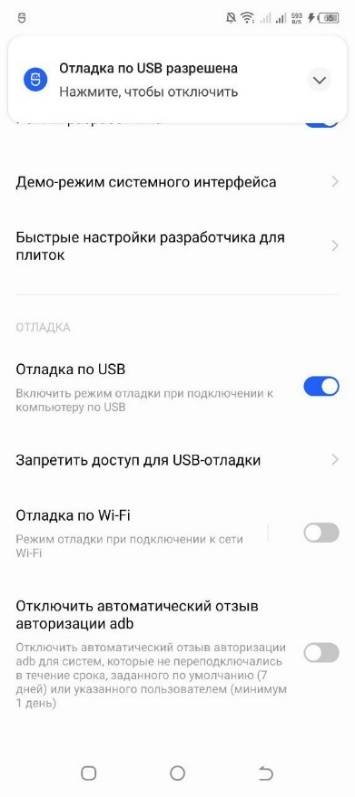 593
B/S
65
Отладка по USB разрешена
Нажмите, чтобы отключить
Демо-режим системного интерфейса
Быстрые настройки разработчика для
плиток
ОТЛАДКА
Отладка по USB
Включить режим отладки при подключении к
компьютеру по USB
Запретить доступ для USB-отладки
Отладка по Wi-Fi
Режим отладки при подключении к сети
Wi-Fi
Отключить автоматический отзыв
авторизации adb
Отключить автоматический отзыв авторизации
adb для систем, которые не переподключались
в течение срока, заданного по умолчанию (7
дней) или указанного пользователем (минимум
1 день)